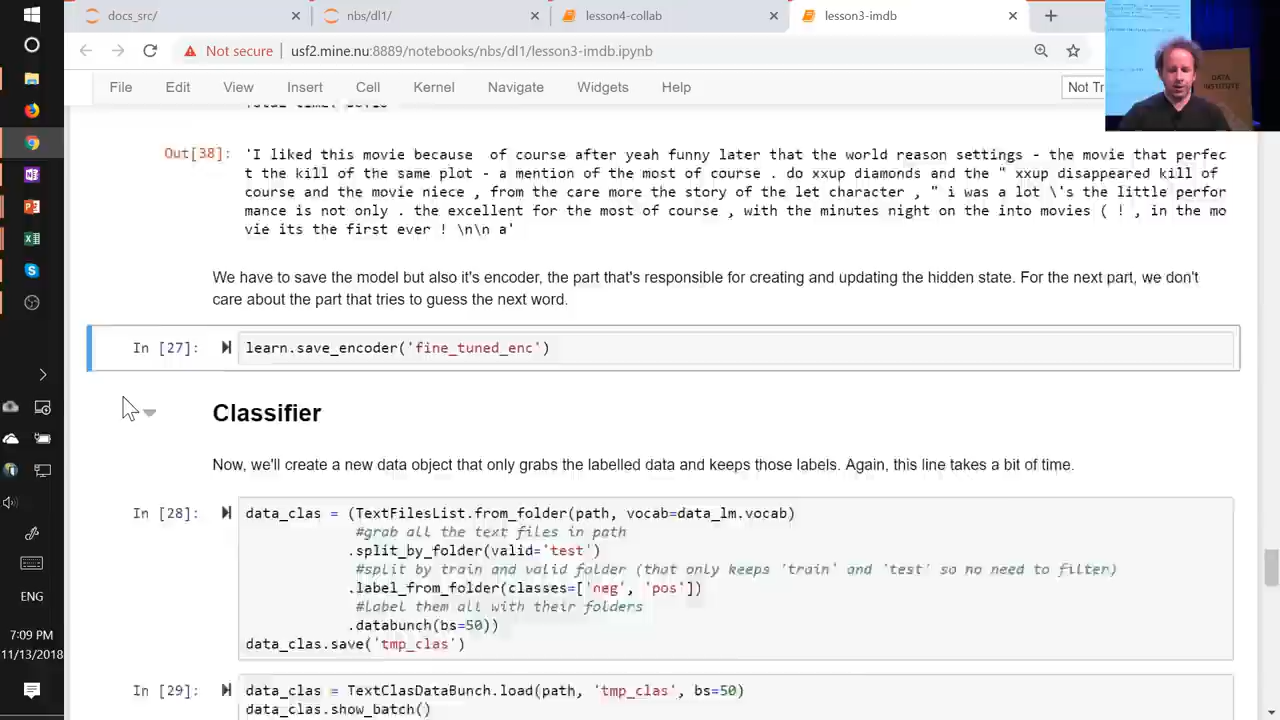 docs_src/ nbs/dl1/ lesson4-collab lesson3-imdb
Not secure usf2.mine.nu:8889/notebooks/nbs/dl1/lesson3-imdb.ipynb
File Edit View Insert Cell Kernel Navigate Widgets Help Not Tr
DATA
INSTITUTE
Out[38]: 'I liked this movie because of course after yeah funny later that the world reason settings - the movie that perfec
t the kill of the same plot - a mention of the most of course . do xxup diamonds and the " xxup disappeared kill of
course and the movie niece , from the care more the story of the let character , " i was a lot \'s the little perfor
mance is not only . the excellent for the most of course , with the minutes night on the into movies ( ! , in the mo
vie its the first ever ! \n\n a'
We have to save the model but also it's encoder, the part that's responsible for creating and updating the hidden state. For the next part, we don't
care about the part that tries to guess the next word.
In [27]: learn.save_encoder('fine_tuned_enc')
Classifier
Now, we'll create a new data object that only grabs the labelled data and keeps those labels. Again, this line takes a bit of time.
In [28]: data_clas = (TextFilesList.from_folder(path, vocab=data_lm.vocab)
#grab all the text files in path
.split_by_folder(valid='test')
#split by train and valid folder (that only keeps 'train' and 'test' so no need to filter)
.label_from_folder(classes=['neg', 'pos'])
#Label them all with their folders
.databunch(bs=50))
data_clas.save('tmp_clas')
In [29]: data_clas = TextClasDataBunch.load(path, 'tmp_clas', bs=50)
data_clas.show_batch()
ENG
7:09 PM
11/13/2018